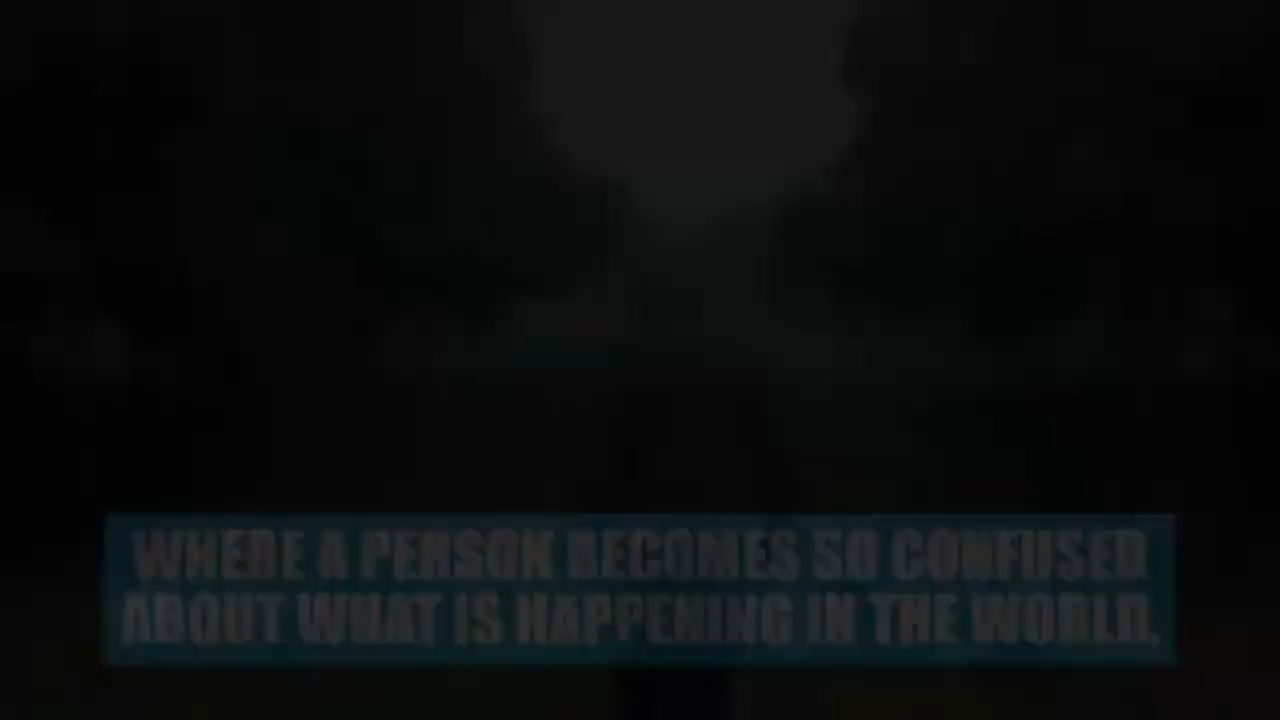 WHERE A PERSON BECOMES SO CONFUSED
ABOUT WHAT IS HAPPENING IN THE WORLD,